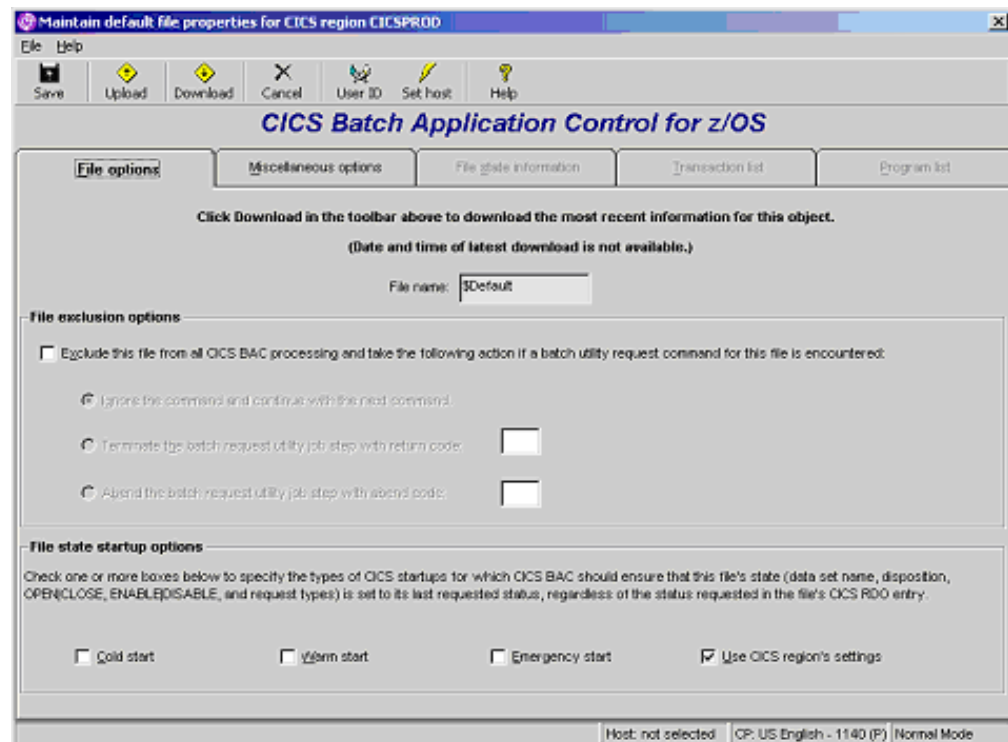 Maintain default file properties for CICS region CICSPROD
File Help
Save Upload Download Cancel User ID Set host Help
CICS Batch Application Control for z/OS
File options Miscellaneous options File state information Transaction list Program list
Click Download in the toolbar above to download the most recent information for this object.
(Date and time of latest download is not available.)
File name: $Default
File exclusion options
Exclude this file from all CICS BAC processing and take the following action if a batch utility request command for this file is encountered:
Ignore the command and continue with the next command.
Terminate the batch request utility job step with return code:
Abend the batch request utility job step with abend code:
File state startup options
Check one or more boxes below to specify the types of CICS startups for which CICS BAC should ensure that this file's state (data set name, disposition,
OPEN|CLOSE, ENABLE|DISABLE, and request types) is set to its last requested status, regardless of the status requested in the file's CICS RDO entry.
Cold start Warm start Emergency start Use CICS region's settings
Host: not selected CP: US English - 1140 (P) Normal Mode